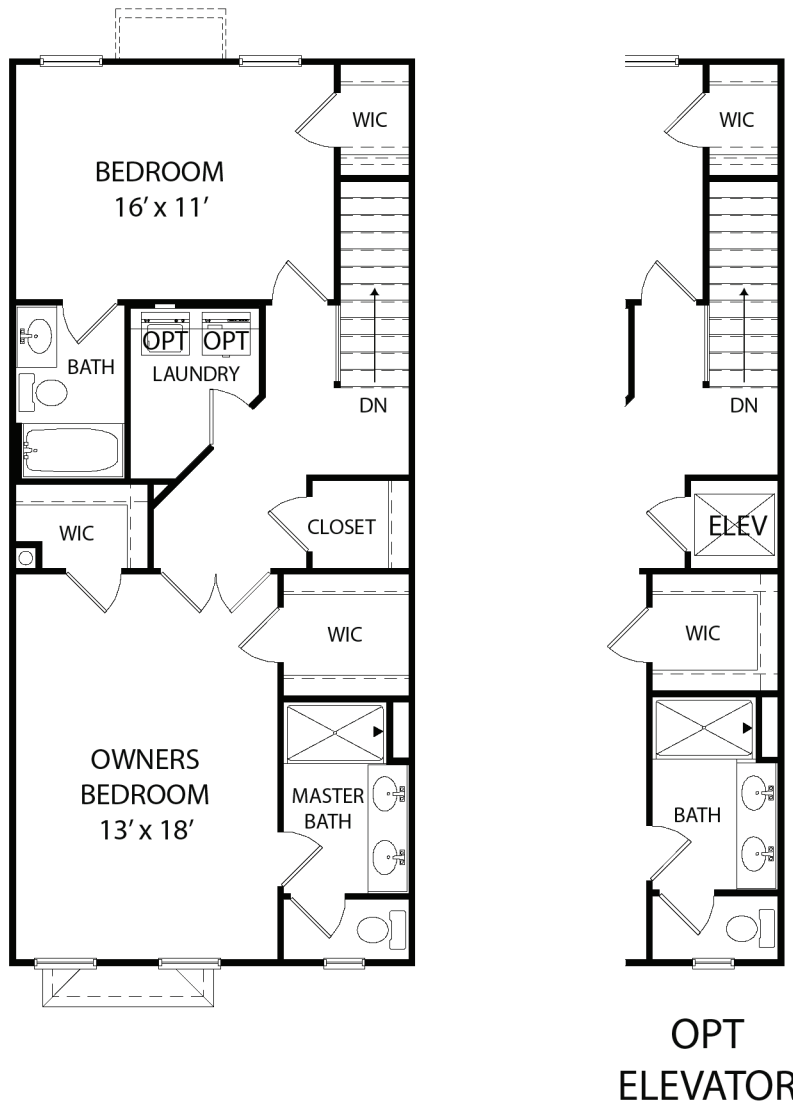 WIC
BEDROOM
16’ x 11’
OPT OPT
LAUNDRY
BATH
DN
WIC
CLOSET
WIC
OWNERS
BEDROOM
13’ x 18’
MASTER
BATH
WIC
DN
ELEV
WIC
BATH
OPT
ELEVATOR